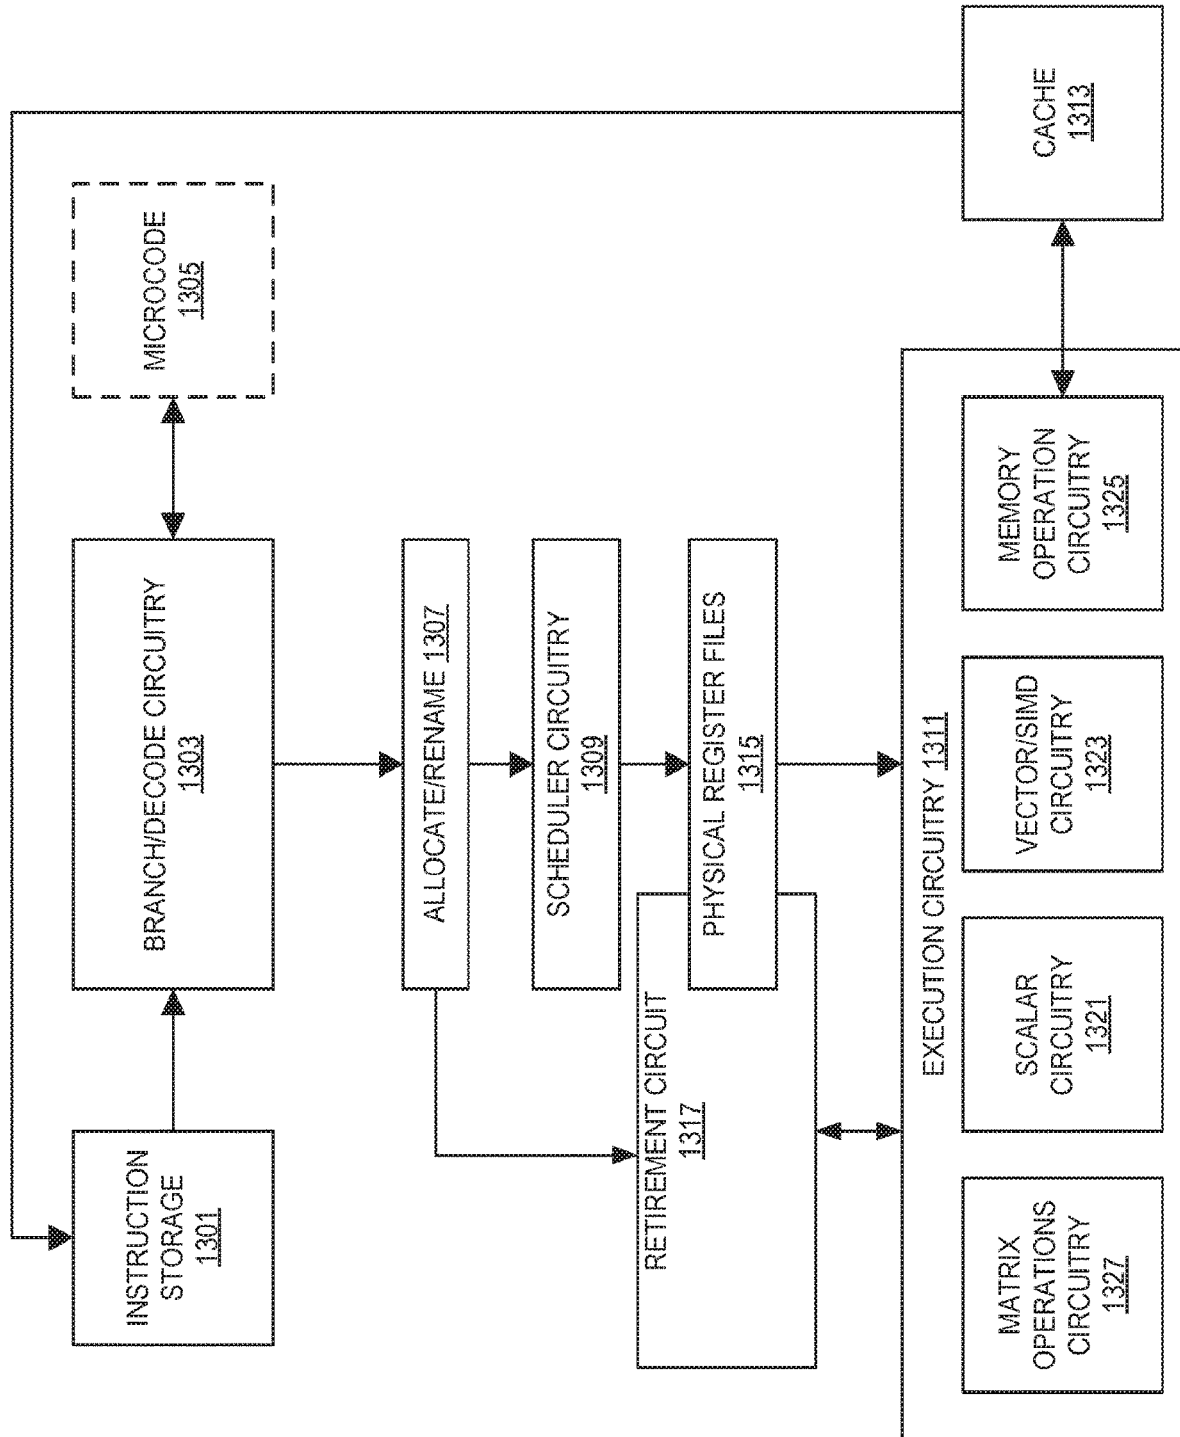 INSTRUCTION
STORAGE
1301
BRANCH/DECODE CIRCUITRY
1303
MICROCODE
1305
ALLOCATE/RENAME 1307
SCHEDULER CIRCUITRY
1309
RETIREMENT CIRCUIT
1317
PHYSICAL REGISTER FILES
1315
EXECUTION CIRCUITRY 1311
MATRIX
OPERATIONS
CIRCUITRY
1327
SCALAR
CIRCUITRY
1321
VECTOR/SIMD
CIRCUITRY
1323
MEMORY
OPERATION
CIRCUITRY
1325
CACHE
1313